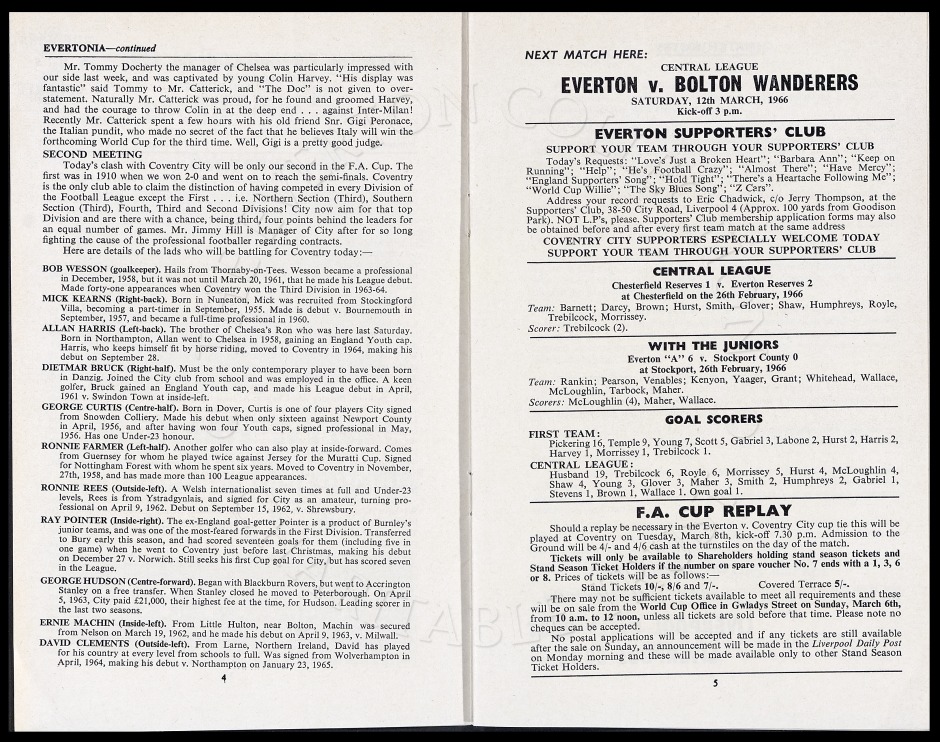 EVERTONIA—continued
Mr. Tommy Docherty the manager of Chelsea was particularly impressed with
our side last week, and was captivated by young Colin Harvey. "His display was
fantastic" said Tommy to Mr. Catterick, and "The Doc" is not given to over-
statement. Naturally Mr. Catterick was proud, for he found and groomed Harvey,
and had the courage to throw Colin in at the deep end . . . against Inter-Milan!
Recently Mr. Catterick spent a few hours with his old friend Snr. Gigi Peronace,
the Italian pundit, who made no secret of the fact that he believes Italy will win the
forthcoming World Cup for the third time. Well, Gigi is a pretty good judge.
SECOND MEETING
Today's clash with Coventry City will be only our second in the F.A. Cup. The
first was in 1910 when we won 2-0 and went on to reach the semi-finals. Coventry
is the only club able to claim the distinction of having competed in every Division of
the Football League except the First . . . i.e. Northern Section (Third), Southern
Section (Third), Fourth, Third and Second Divisions! City now aim for that top
Division and are there with a chance, being third, four points behind the leaders for
an equal number of games. Mr. Jimmy Hill is Manager of City after for so long
fighting the cause of the professional footballer regarding contracts.
Here are details of the lads who will be battling for Coventry today:—
BOB WESSON (goalkeeper). Hails from Thornaby-on-Tees. Wesson became a professional
in December, 1958, but it was not until March 20, 1961, that he made his League debut.
Made forty-one appearances when Coventry won the Third Division in 1963-64.
MICK KEARNS (Right-back). Born in Nuneaton, Mick was recruited from Stockingford
Villa, becoming a part-timer in September, 1955. Made debut v. Bournemouth in
September, 1957, and became a full-time professional in 1960.
ALLAN HARRIS (Left-back). The brother of Chelsea's Ron who was here last Saturday.
Born in Northampton, Allan went to Chelsea in 1958, gaining an England Youth cap.
Harris, who keeps himself fit by horse riding, moved to Coventry in 1964, making his
debut on September 28.
DIETMAR BRUCK (Right-half). Must be the only contemporary player to have been born
in Danzig. Joined the City club from school and was employed in the office. A keen
golfer, Bruck gained an England Youth cap, and made his League debut in April,
1961 v. Swindon Town at inside-left.
GEORGE CURTIS (Centre-half). Born in Dover, Curtis is one of four players City signed
from Snowden Colliery. Made his debut when only sixteen against Newport County
in April, 1956, and after having won four Youth caps, signed professional in May,
1956. Has one Under-23 honour.
RONNIE FARMER (Left-half). Another golfer who can also play at inside-forward. Comes
from Guernsey for whom he played twice against Jersey for the Muratti Cup. Signed
for Nottingham Forest with whom he spent six years. Moved to Coventry in November,
27th, 1958, and has made more than 100 League appearances.
RONNIE REES (Outside-left). A Welsh internationalist seven times at full and Under-23
levels, Rees is from Ystradgynlais, and signed for City as an amateur, turning pro-
fessional on April 9, 1962. Debut on September 15, 1962, v. Shrewsbury.
RAY POINTER (Inside-right). The ex-England goal-getter Pointer is a product of Burnley's
junior teams, and was one of the most-feared forwards in the First Division. Transferred
to Bury early this season, and had scored seventeen goals for them (including five in
one game) when he went to Coventry just before last Christmas, making his debut
on December 27 v. Norwich. Still seeks his first Cup goal for City, but has scored seven
in the League.
GEORGE HUDSON (Centre-forward). Began with Blackburn Rovers, but went to Accrington
Stanley on a free transfer. When Stanley closed he moved to Peterborough. On April
5, 1963, City paid £21,000, their highest fee at the time, for Hudson. Leading scorer in
the last two seasons.
ERNIE MACHIN (Inside-left). From Little Hulton, near Bolton, Machin was secured
from Nelson on March 19, 1962, and he made his debut on April 9. 1963, v. Milwall.
DAVID CLEMENTS (Outside-left). From Larne, Northern Ireland, David has played
for his country at every level from schools to full. Was signed from Wolverhampton in
April, 1964, making his debut v. Northampton on January 23, 1965.
4
NEXT MATCH HERE:
CENTRAL LEAGUE
EVERTON v. BOLTON WANDERERS
SATURDAY, 12th MARCH, 1966
Kick-off 3 p.m.
EVERTON SUPPORTERS' CLUB
SUPPORT YOUR TEAM THROUGH YOUR SUPPORTERS' CLUB
Today's Requests: "Love's Just a Broken Heart"; "Barbara Ann"; "Keep on
Running"; "Help"; "He's Football Crazy"; "Almost There"; "Have Mercy";
"England Supporters' Song"; "Hold Tight"; "There's a Heartache Following Me";
"World Cup Willie"; "The Sky Blues Song"; "Z Cars".
Address your record requests to Eric Chadwick, c/o Jerry Thompson, at the
Supporters' Club, 38-50 City Road, Liverpool 4 (Approx. 100 yards from Goodison
Park). NOT L.P's, please. Supporters' Club membership application forms may also
be obtained before and after every first team match at the same address
COVENTRY CITY SUPPORTERS ESPECIALLY WELCOME TODAY
SUPPORT YOUR TEAM THROUGH YOUR SUPPORTERS' CLUB
CENTRAL LEAGUE
Chesterfield Reserves 1 v. Everton Reserves 2
at Chesterfield on the 26th February, 1966
Team: Barnett; Darcy, Brown; Hurst, Smith, Glover; Shaw, Humphreys, Royle,
Trebilcock, Morrissey.
Scorer: Trebilcock (2).
WITH THE JUNIORS
Everton "A" 6 v. Stockport County 0
at Stockport, 26th February, 1966
Team: Rankin; Pearson, Venables; Kenyon, Yaager, Grant; Whitehead, Wallace,
McLoughlin, Tarbock, Maher.
Scorers: McLoughlin (4), Maher, Wallace.
GOAL SCORERS
FIRST TEAM:
Pickering 16, Temple 9, Young 7, Scott 5, Gabriel 3, Labone 2, Hurst 2, Harris 2,
Harvey 1, Morrissey 1, Trebilcock 1.
CENTRAL LEAGUE:
Husband 19, Trebilcock 6, Royle 6, Morrissey 5, Hurst 4, McLoughlin 4,
Shaw 4, Young 3, Glover 3, Maher 3, Smith 2, Humphreys 2, Gabriel 1,
Stevens 1, Brown 1, Wallace 1. Own goal 1.
F.A. CUP REPLAY
Should a replay be necessary in the Everton v. Coventry City cup tie this will be
played at Coventry on Tuesday, March 8th, kick-off 7.30 p.m. Admission to the
Ground will be 4/- and 4/6 cash at the turnstiles on the day of the match.
Tickets will only be available to Shareholders holding stand season tickets and
Stand Season Ticket Holders if the number on spare voucher No. 7 ends with a 1, 3, 6
or 8. Prices of tickets will be as follows:—
Stand Tickets 10/-, 8/6 and 7/-. Covered Terrace 5/-.
There may not be sufficient tickets available to meet all requirements and these
will be on sale from the World Cup Office in Gwladys Street on Sunday, March 6th,
from 10 a.m. to 12 noon, unless all tickets are sold before that time. Please note no
cheques can be accepted.
No postal applications will be accepted and if any tickets are still available
after the sale on Sunday, an announcement will be made in the Liverpool Daily Post
on Monday morning and these will be made available only to other Stand Season
Ticket Holders.
5